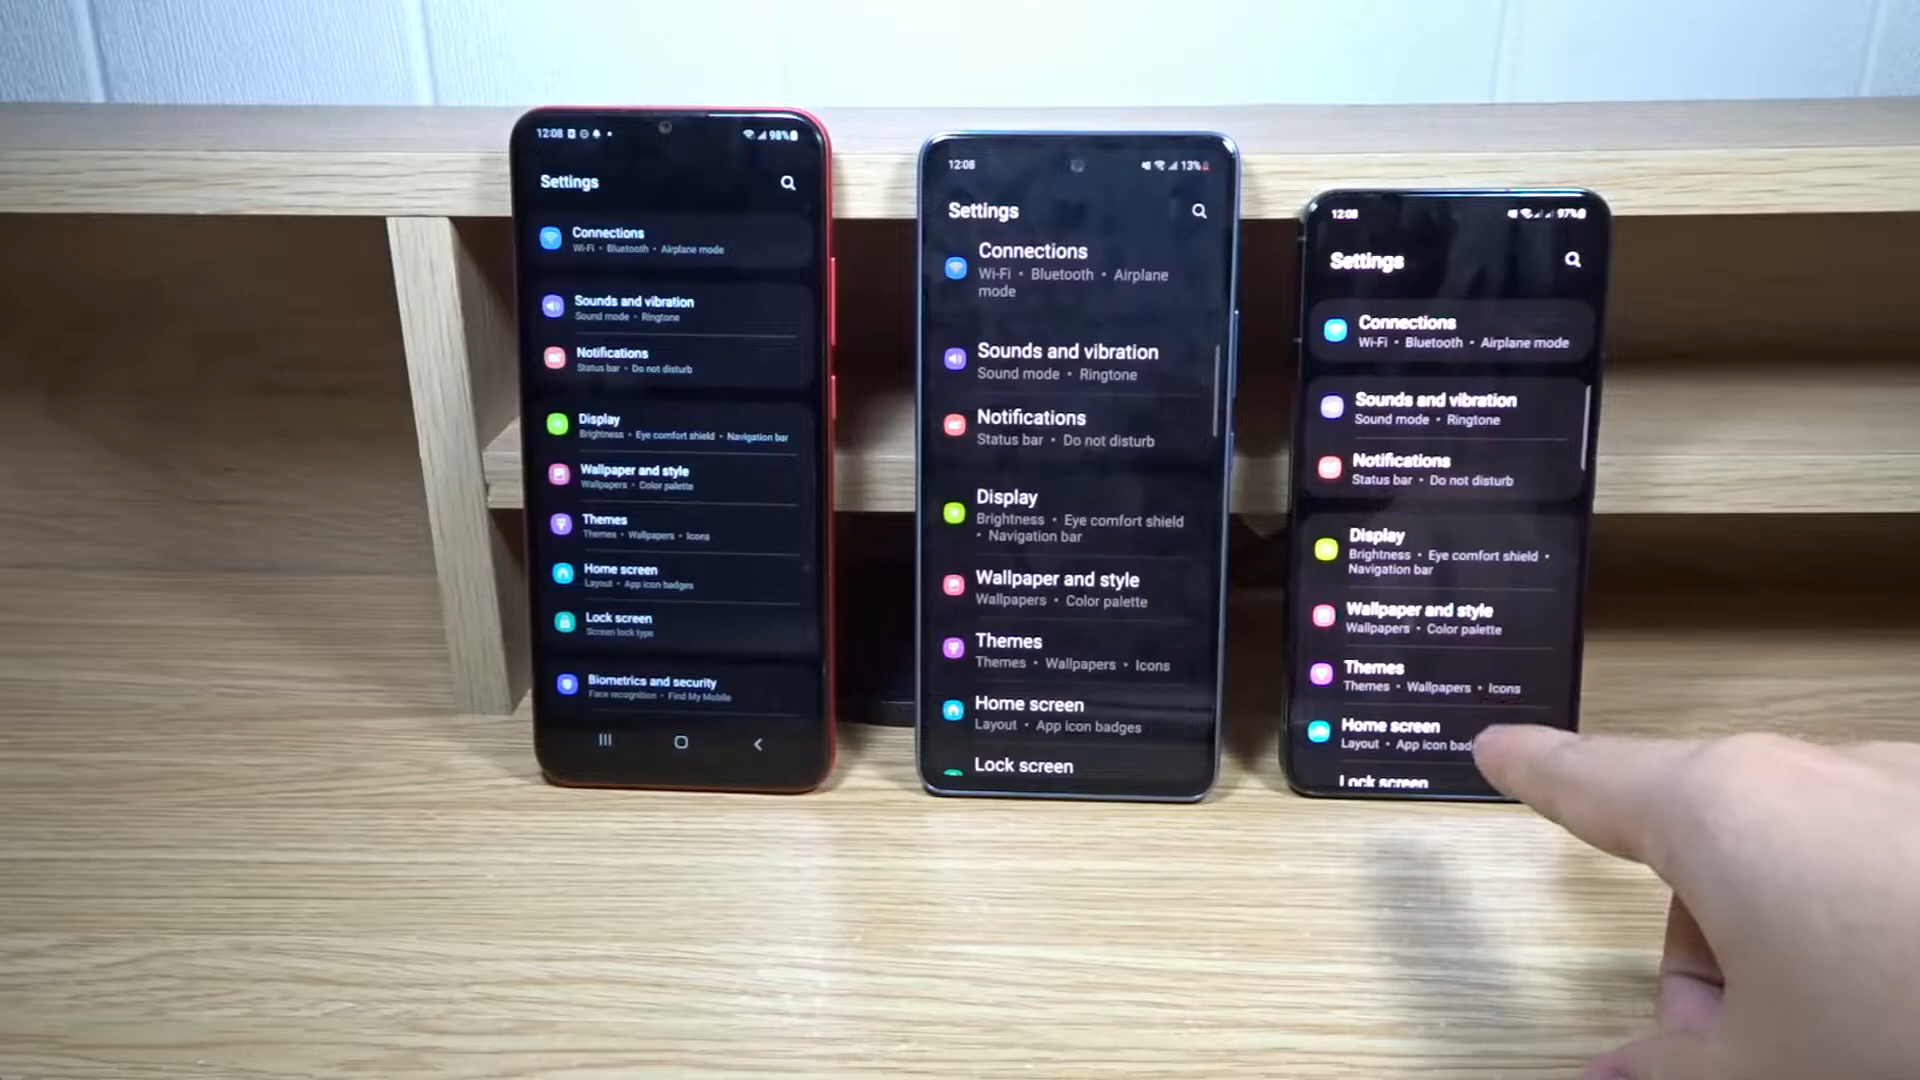 12:08
98%
Settings
Connections
Wi-Fi • Bluetooth • Airplane mode
Sounds and vibration
Sound mode • Ringtone
Notifications
Status bar • Do not disturb
Display
Brightness • Eye comfort shield • Navigation bar
Wallpaper and style
Wallpapers • Color palette
Themes
Themes • Wallpapers • Icons
Home screen
Layout • App icon badges
Lock screen
Screen lock type
Biometrics and security
Face recognition • Find My Mobile
12:08
13%
Settings
Connections
Wi-Fi • Bluetooth • Airplane
mode
Sounds and vibration
Sound mode • Ringtone
Notifications
Status bar • Do not disturb
Display
Brightness • Eye comfort shield
• Navigation bar
Wallpaper and style
Wallpapers • Color palette
Themes
Themes • Wallpapers • Icons
Home screen
Layout • App icon badges
Lock screen
12:08
97%
Settings
Connections
Wi-Fi • Bluetooth • Airplane mode
Sounds and vibration
Sound mode • Ringtone
Notifications
Status bar • Do not disturb
Display
Brightness • Eye comfort shield •
Navigation bar
Wallpaper and style
Wallpapers • Color palette
Themes
Themes • Wallpapers • Icons
Home screen
Layout • App icon
Lock screen